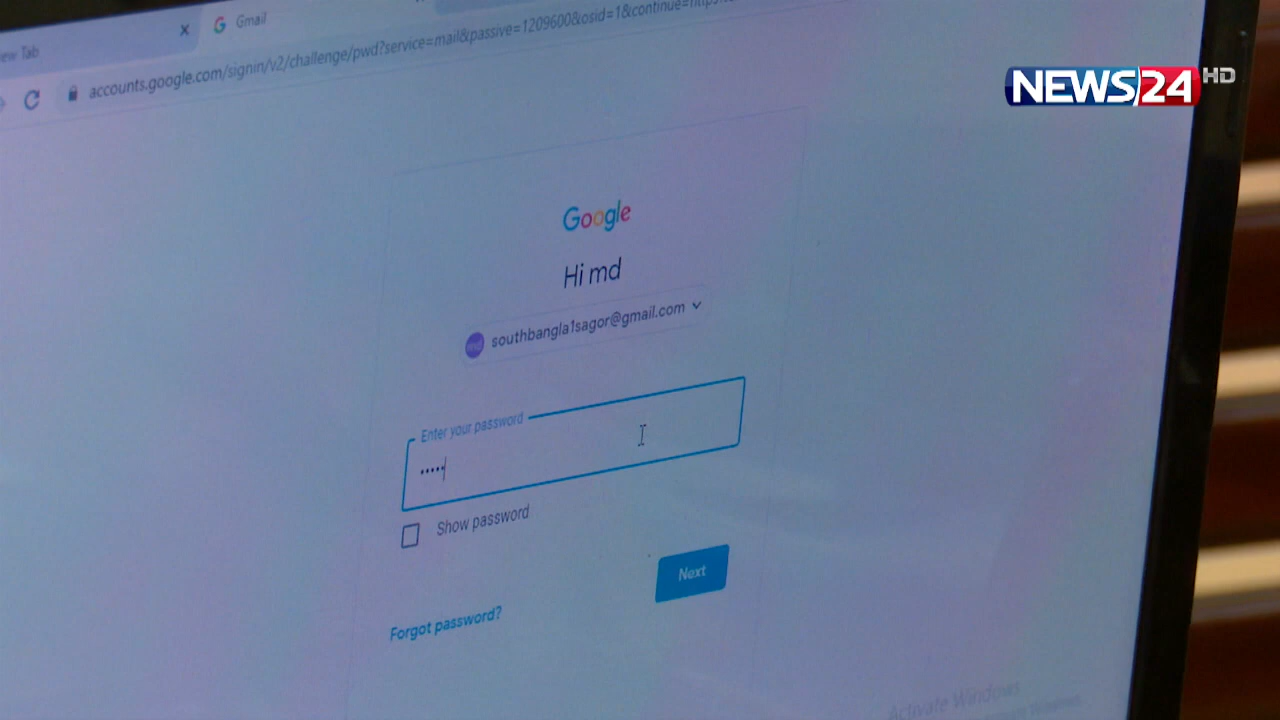 ew Tab
Gmail
accounts.google.com/signin/v2/challenge/pwd?service=mail&passive=1209600&osid=1&continue=
NEWS24 HD
Google
Hi md
southbangla1sagor@gmail.com
Enter your password
•••••
Show password
Next
Forgot password?
Activate Windows